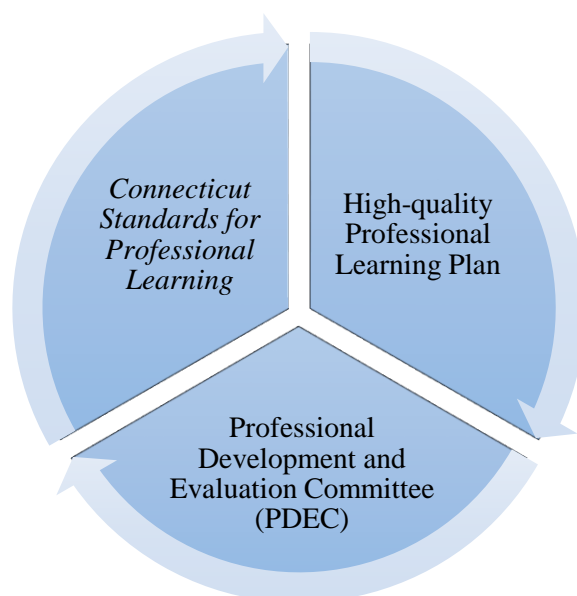 Connecticut
Standards for
Professional
Learning
High-quality
Professional
Learning Plan
Professional
Development and
Evaluation Committee
(PDEC)